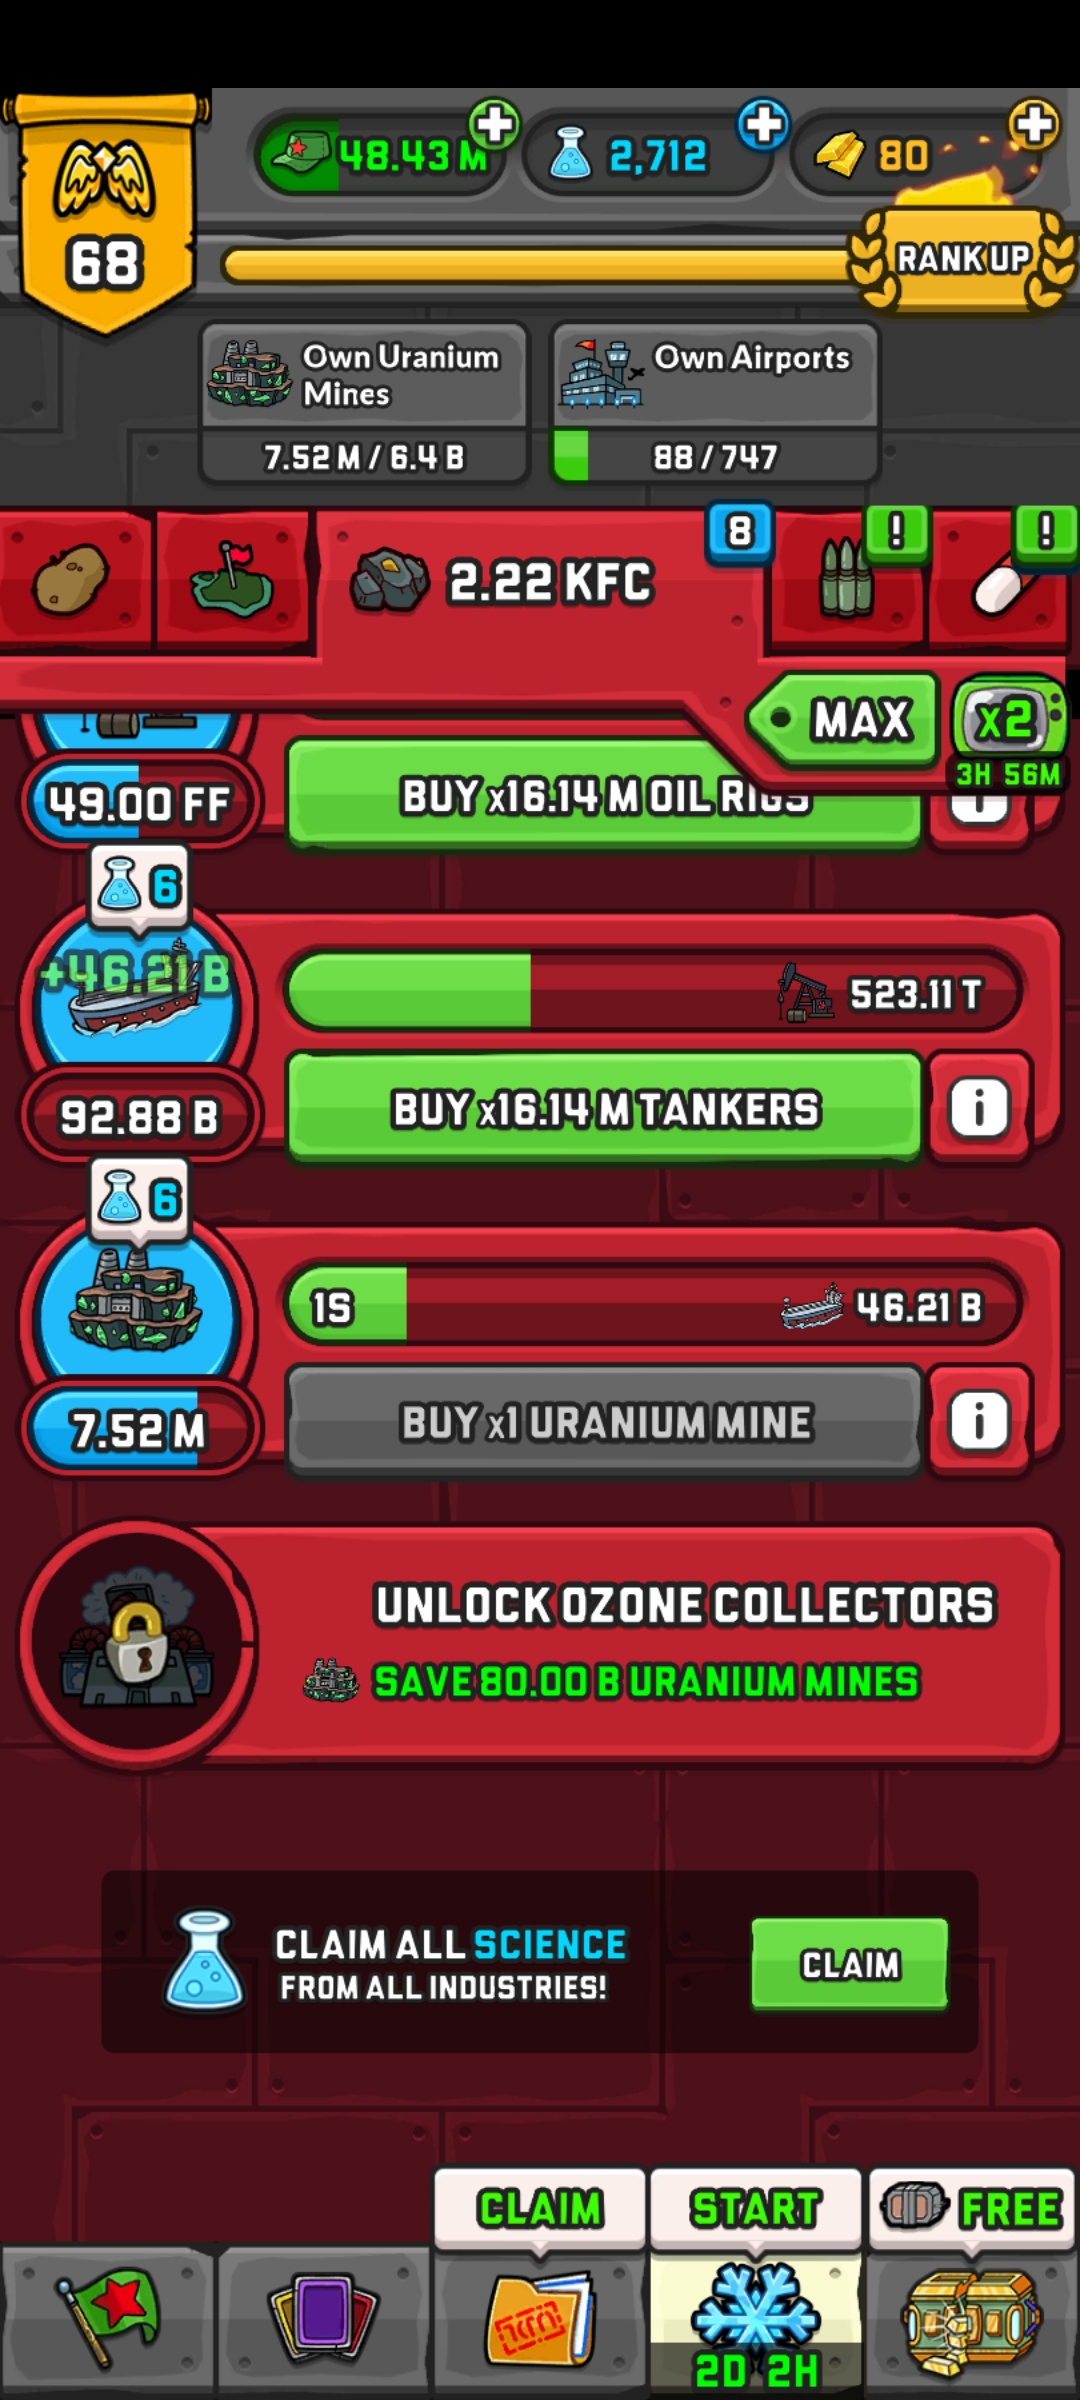 48.43 M
2,712
80
68
RANK UP
Own Uranium
Mines
Own Airports
7.52 M / 6.4 B
88 / 747
8
!
!
2.22 KFC
MAX
x2
3H 56M
49.00 FF
BUY x16.14 M OIL RIGS
6
+46.21 B
523.11 T
92.88 B
BUY x16.14 M TANKERS
i
6
1S
46.21 B
7.52 M
BUY x1 URANIUM MINE
i
UNLOCK OZONE COLLECTORS
SAVE 80.00 B URANIUM MINES
CLAIM ALL SCIENCE
FROM ALL INDUSTRIES!
CLAIM
CLAIM
START
FREE
2D 2H